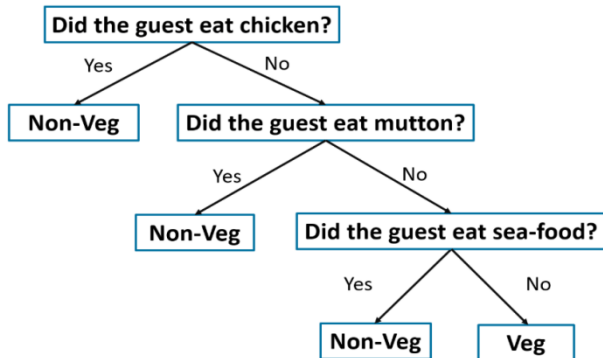 Did the guest eat chicken?
Yes
No
Non-Veg
Did the guest eat mutton?
Yes
No
Non-Veg
Did the guest eat sea-food?
Yes
No
Non-Veg
Veg